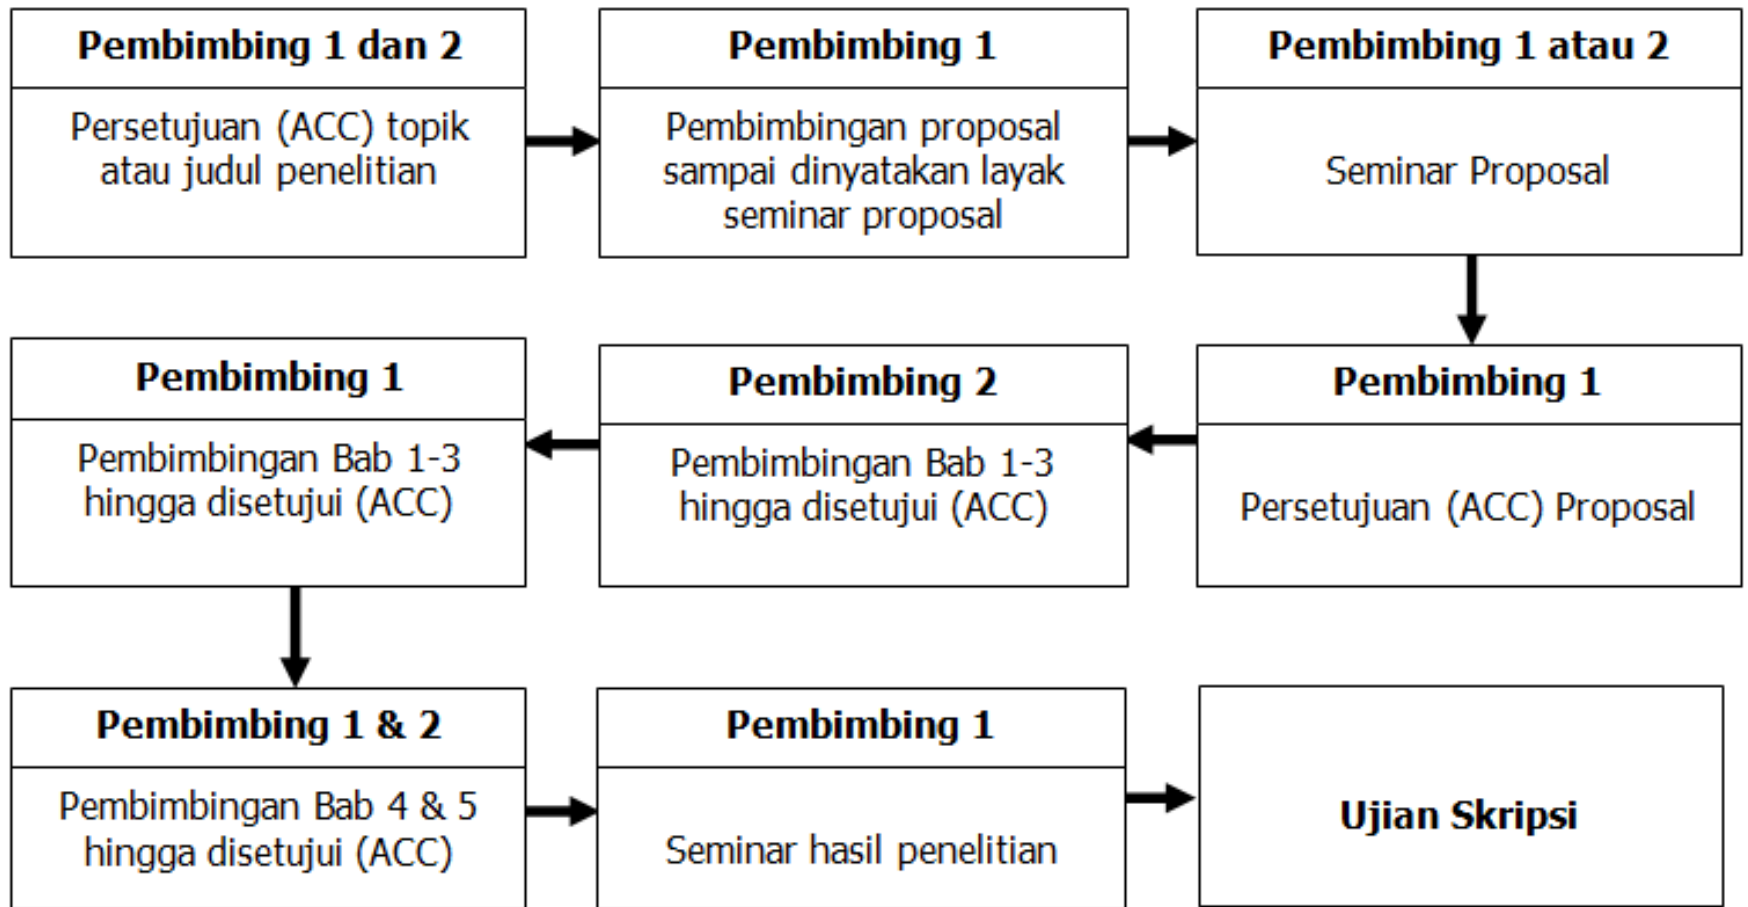 Pembimbing 1 dan 2
Persetujuan (ACC) topik
atau judul penelitian
Pembimbing 1
Pembimbingan proposal
sampai dinyatakan layak
seminar proposal
Pembimbing 1 atau 2
Seminar Proposal
Pembimbing 1
Persetujuan (ACC) Proposal
Pembimbing 2
Pembimbingan Bab 1-3
hingga disetujui (ACC)
Pembimbing 1
Pembimbingan Bab 1-3
hingga disetujui (ACC)
Pembimbing 1 & 2
Pembimbingan Bab 4 & 5
hingga disetujui (ACC)
Pembimbing 1
Seminar hasil penelitian
Ujian Skripsi